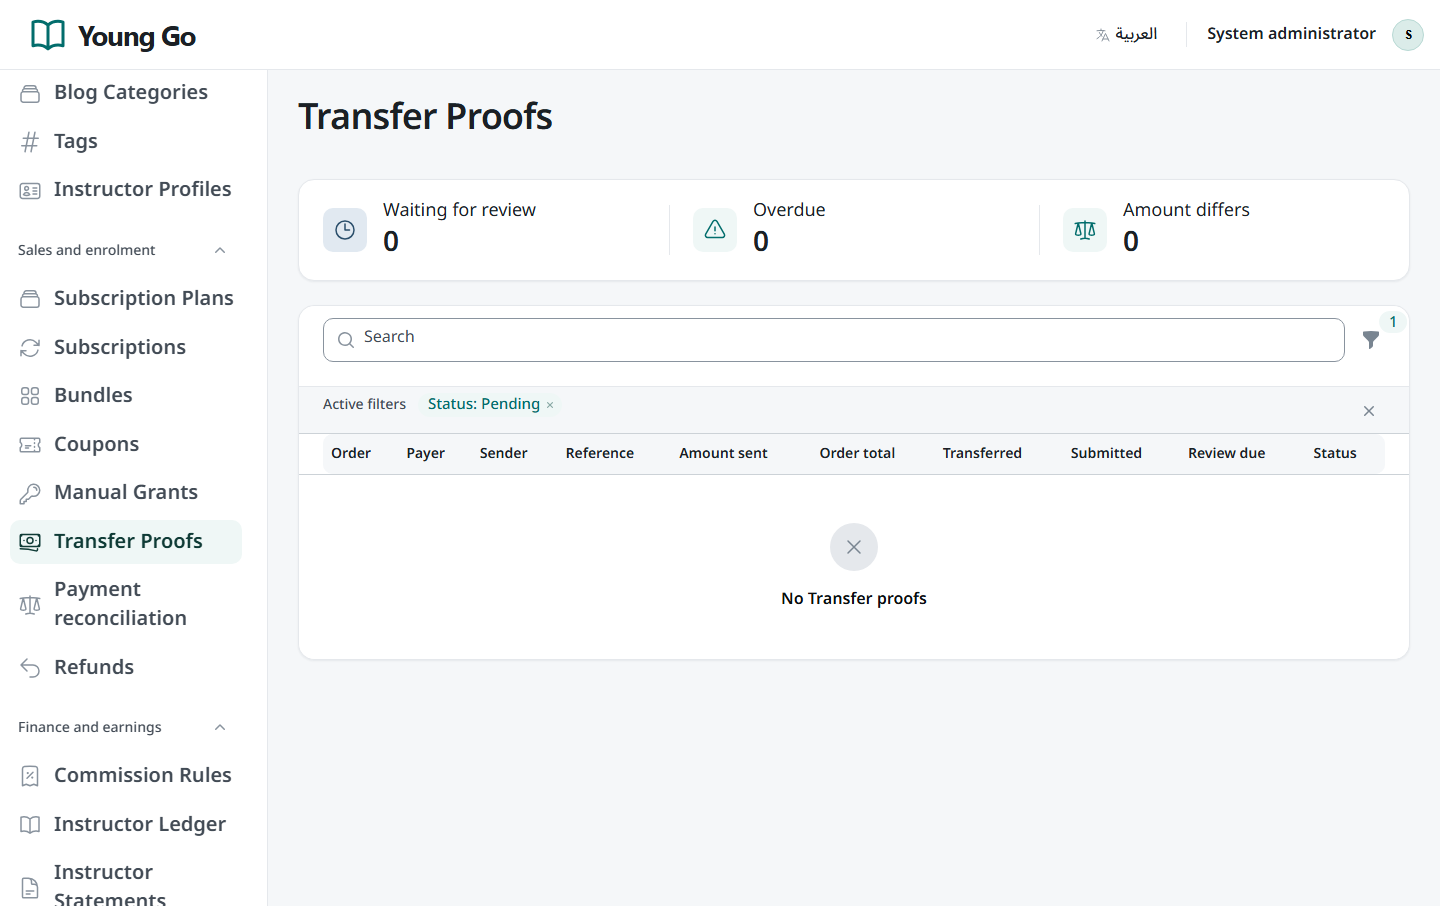 Young Go
العربية
System administrator
S
Blog Categories
Tags
Instructor Profiles
Sales and enrolment
Subscription Plans
Subscriptions
Bundles
Coupons
Manual Grants
Transfer Proofs
Payment
reconciliation
Refunds
Finance and earnings
Commission Rules
Instructor Ledger
Instructor
Statements
Transfer Proofs
Waiting for review
0
Overdue
0
Amount differs
0
Search
1
Active filters Status: Pending ×
Order Payer Sender Reference Amount sent Order total Transferred Submitted Review due Status
No Transfer proofs